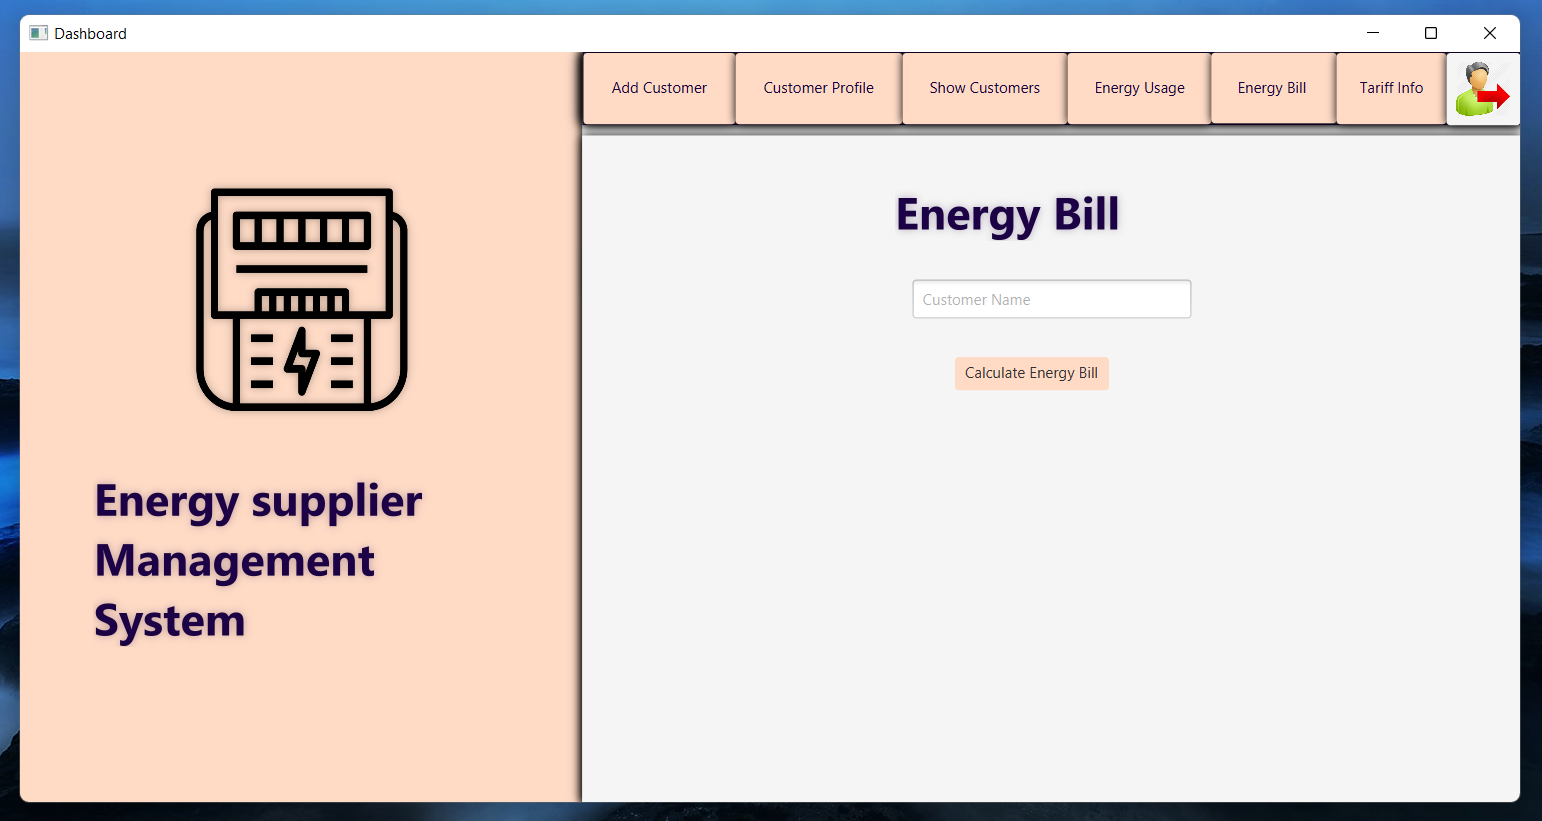 Dashboard
Add Customer
Customer Profile
Show Customers
Energy Usage
Energy Bill
Tariff Info
Energy Bill
Customer Name
Calculate Energy Bill
Energy supplier
Management
System